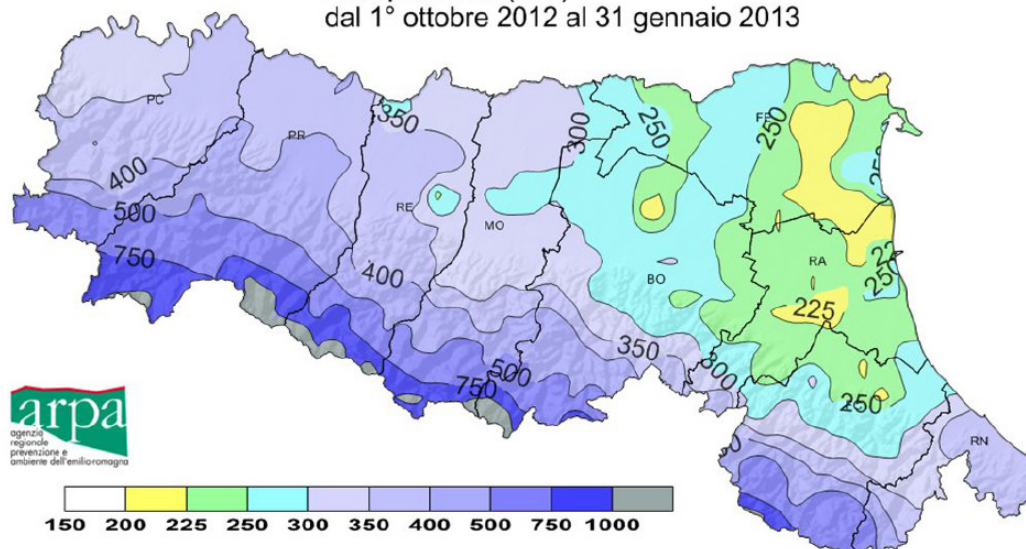 dal 1° ottobre 2012 al 31 gennaio 2013
PC
PR
350
300
250
FE
250
400
500
RE
MO
750
400
BO
RA
225
250
350
300
500
750
250
RN
arpa
agenzia
regionale
prevenzione e
ambiente dell'emilia-romagna
150 200 225 250 300 350 400 500 750 1000